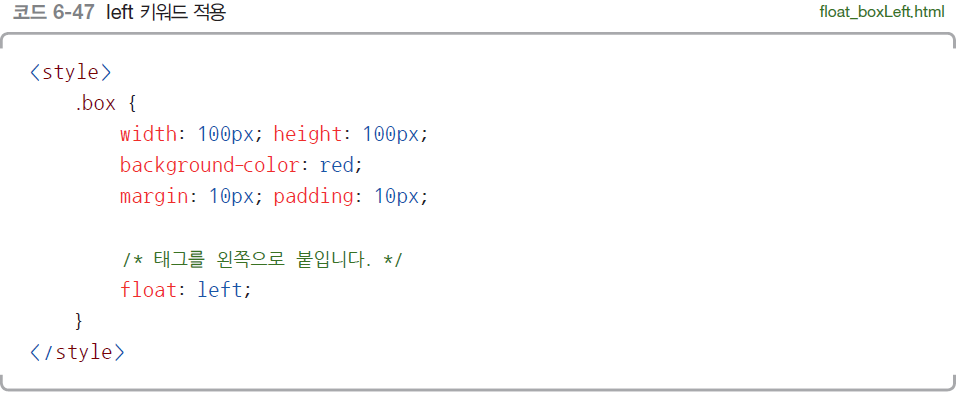 코드 6-47 left 키워드 적용
float_boxLeft.html
<style>
.box {
width: 100px; height: 100px;
background-color: red;
margin: 10px; padding: 10px;
/* 태그를 왼쪽으로 붙입니다. */
float: left;
}
</style>